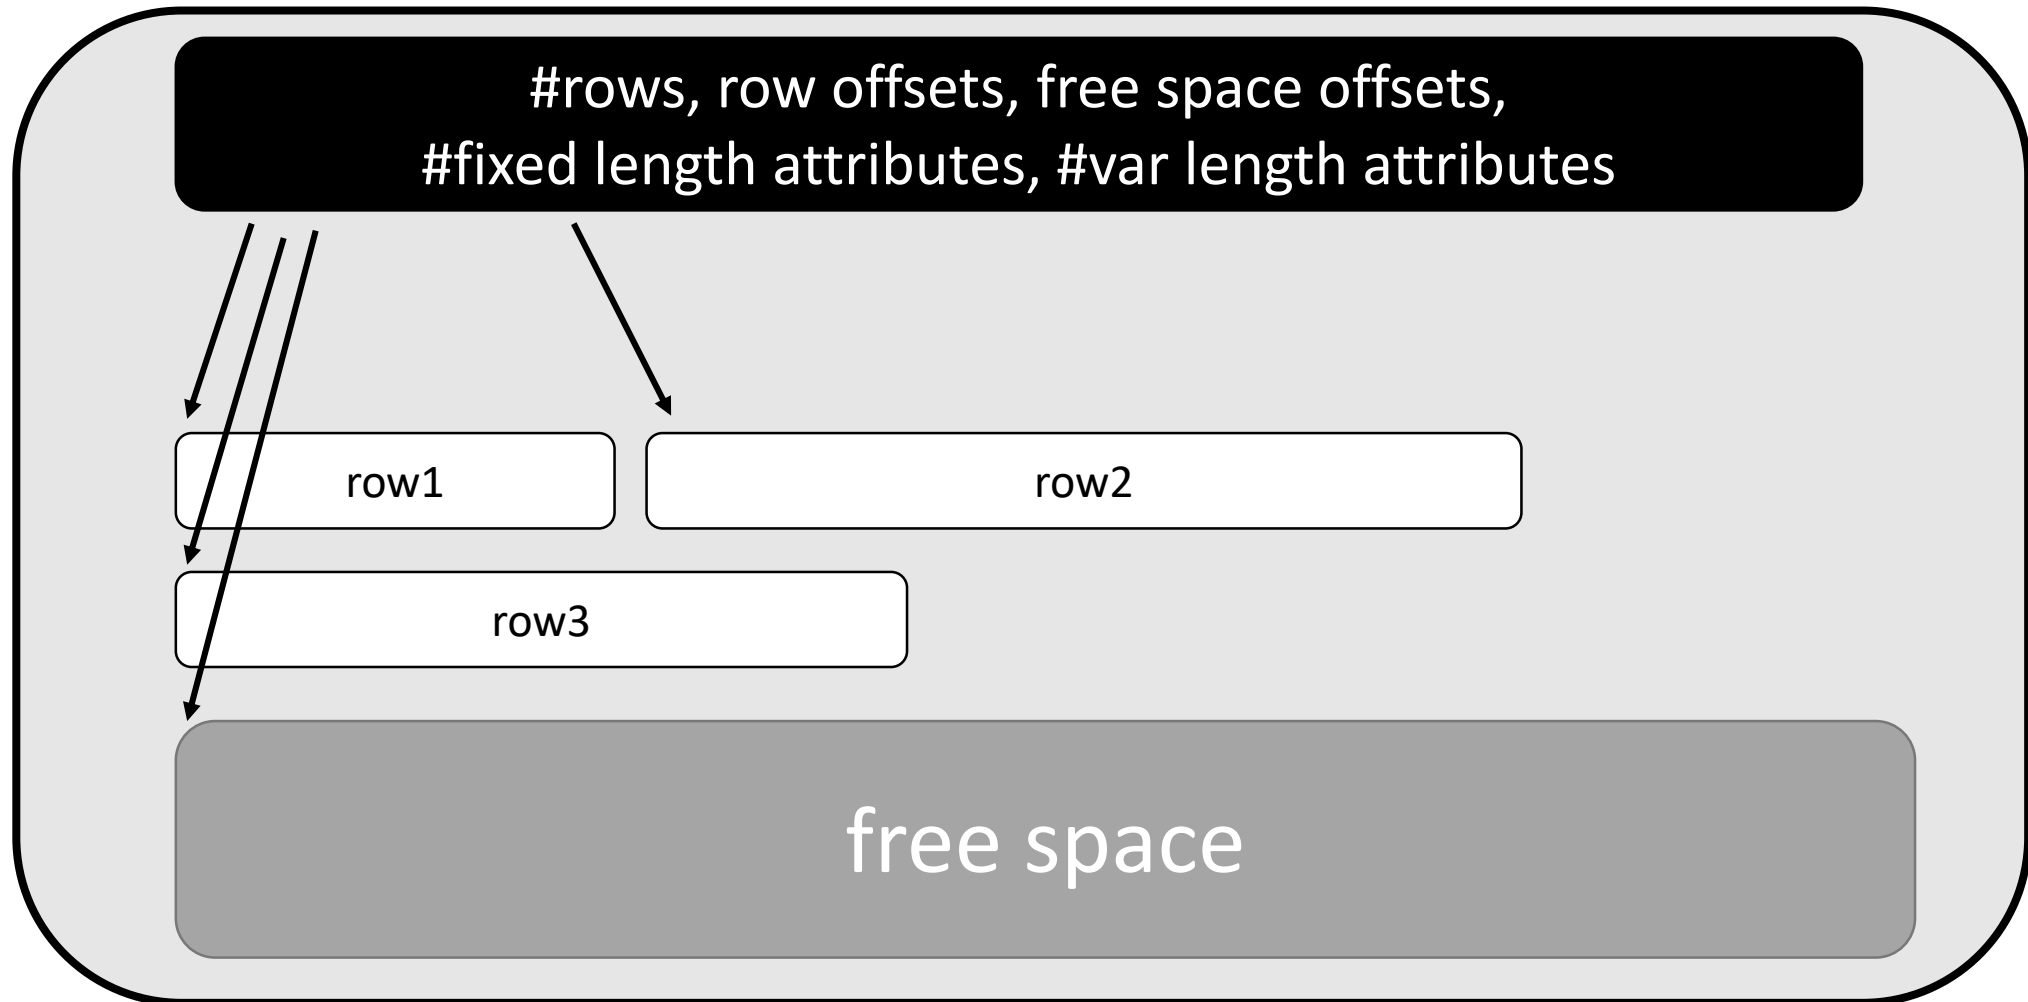 #rows, row offsets, free space offsets,
#fixed length attributes, #var length attributes
row1
row2
row3
free space